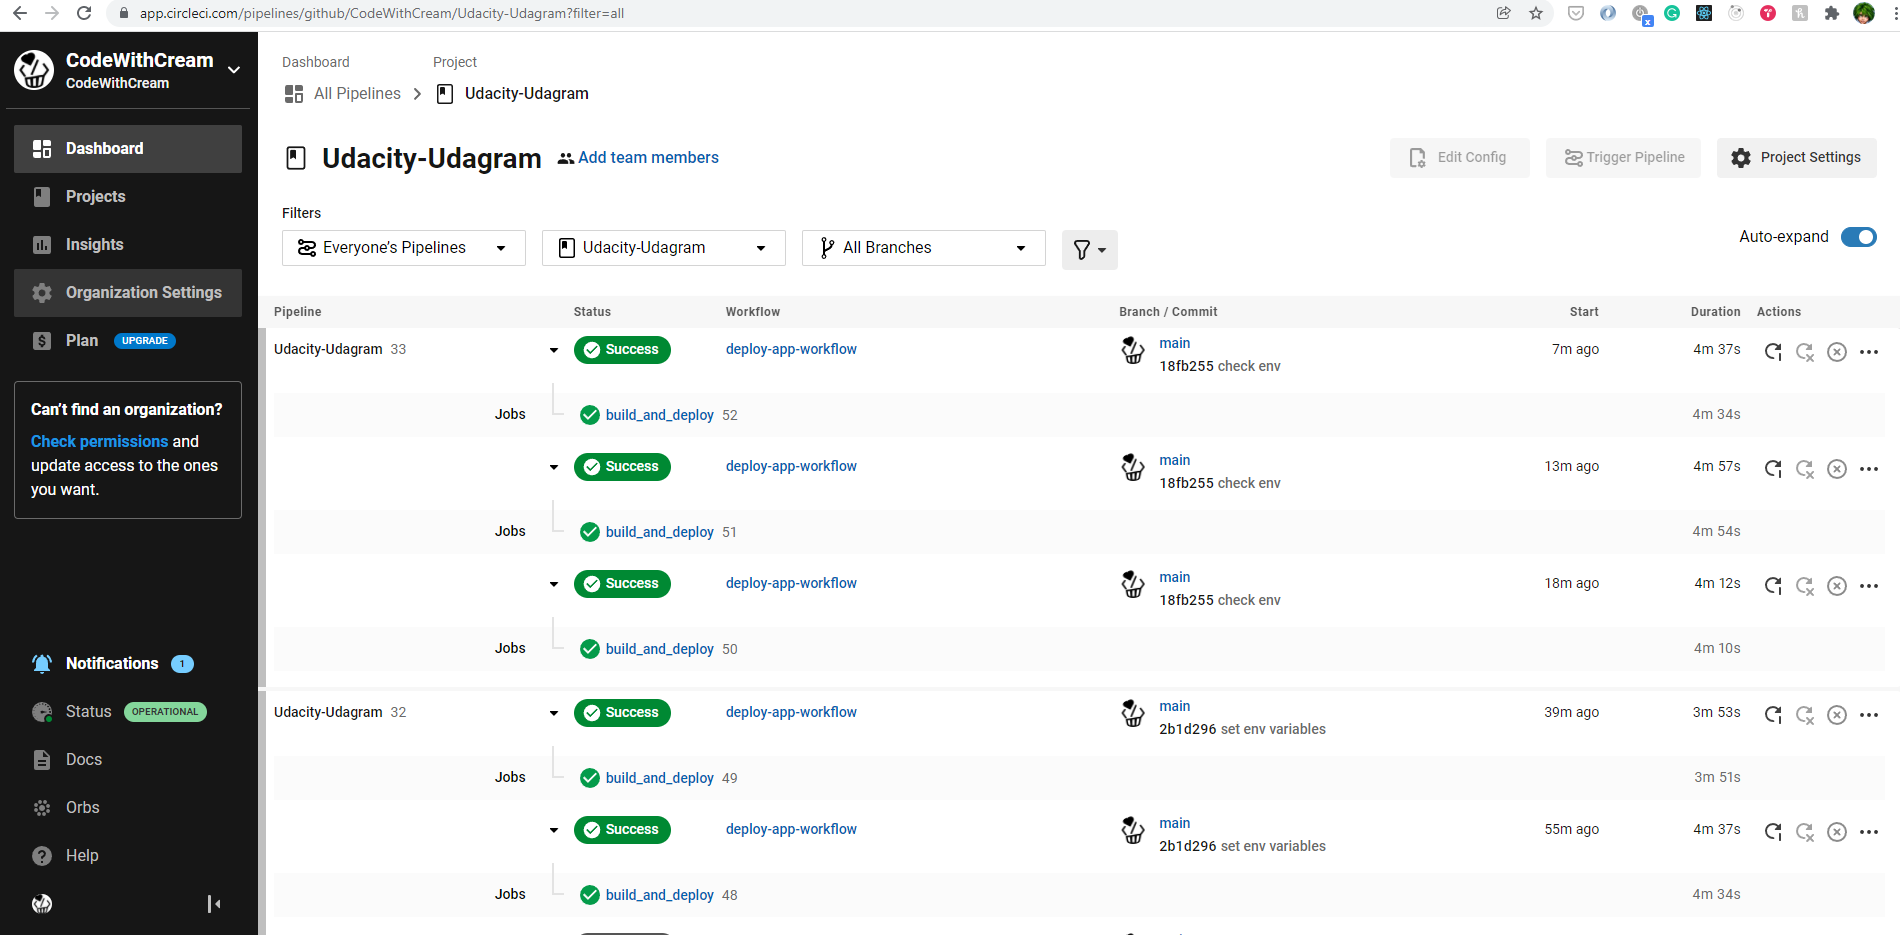 app.circleci.com/pipelines/github/CodeWithCream/Udacity-Udagram?filter=all
CodeWithCream
CodeWithCream
Dashboard
Projects
Insights
Organization Settings
Plan UPGRADE
Can't find an organization?
Check permissions and
update access to the ones
you want.
Notifications 1
Status OPERATIONAL
Docs
Orbs
Help
Dashboard Project
All Pipelines Udacity-Udagram
Udacity-Udagram Add team members
Edit Config Trigger Pipeline Project Settings
Filters
Everyone's Pipelines Udacity-Udagram All Branches
Auto-expand
Pipeline Status Workflow Branch / Commit Start Duration Actions
Udacity-Udagram 33 Success deploy-app-workflow main 7m ago 4m 37s
18fb255 check env
Jobs build_and_deploy 52 4m 34s
Success deploy-app-workflow main 13m ago 4m 57s
18fb255 check env
Jobs build_and_deploy 51 4m 54s
Success deploy-app-workflow main 18m ago 4m 12s
18fb255 check env
Jobs build_and_deploy 50 4m 10s
Udacity-Udagram 32 Success deploy-app-workflow main 39m ago 3m 53s
2b1d296 set env variables
Jobs build_and_deploy 49 3m 51s
Success deploy-app-workflow main 55m ago 4m 37s
2b1d296 set env variables
Jobs build_and_deploy 48 4m 34s